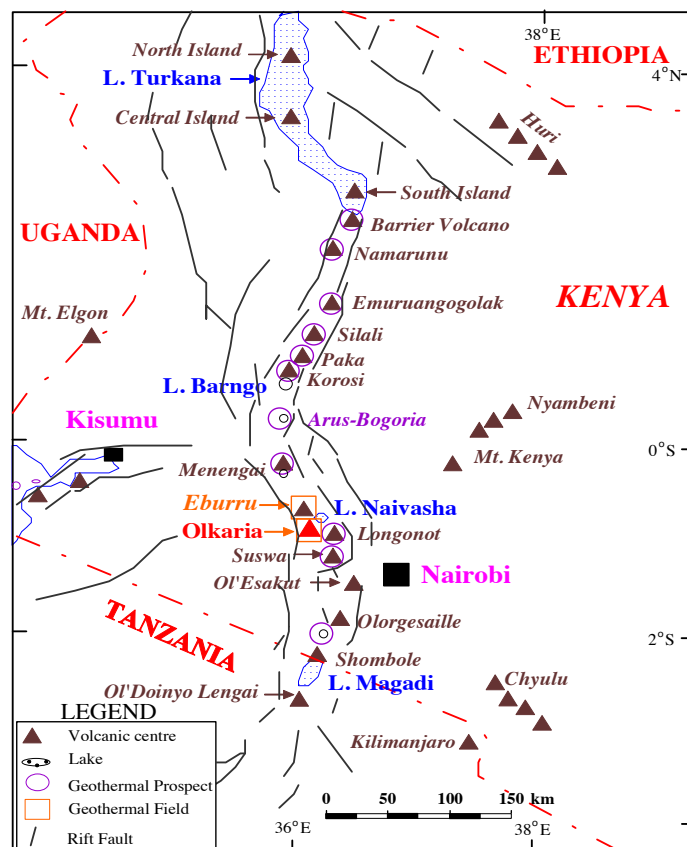 38°E
ETHIOPIA
North Island
4°N
L. Turkana
Central Island
Huri
South Island
Barrier Volcano
UGANDA
Namarunu
KENYA
Emuruangogolak
Mt. Elgon
Silali
Paka
Korosi
L. Barngo
Nyambeni
Kisumu
Arus-Bogoria
0°S
Mt. Kenya
Menengai
Eburru
L. Naivasha
Olkaria
Longonot
Suswa
Nairobi
Ol'Esakut
TANZANIA
Olorgesaille
2°S
Shombole
Chyulu
L. Magadi
Ol'Doinyo Lengai
Kilimanjaro
LEGEND
Volcanic centre
Lake
Geothermal Prospect
Geothermal Field
Rift Fault
0 50 100 150 km
36°E
38°E